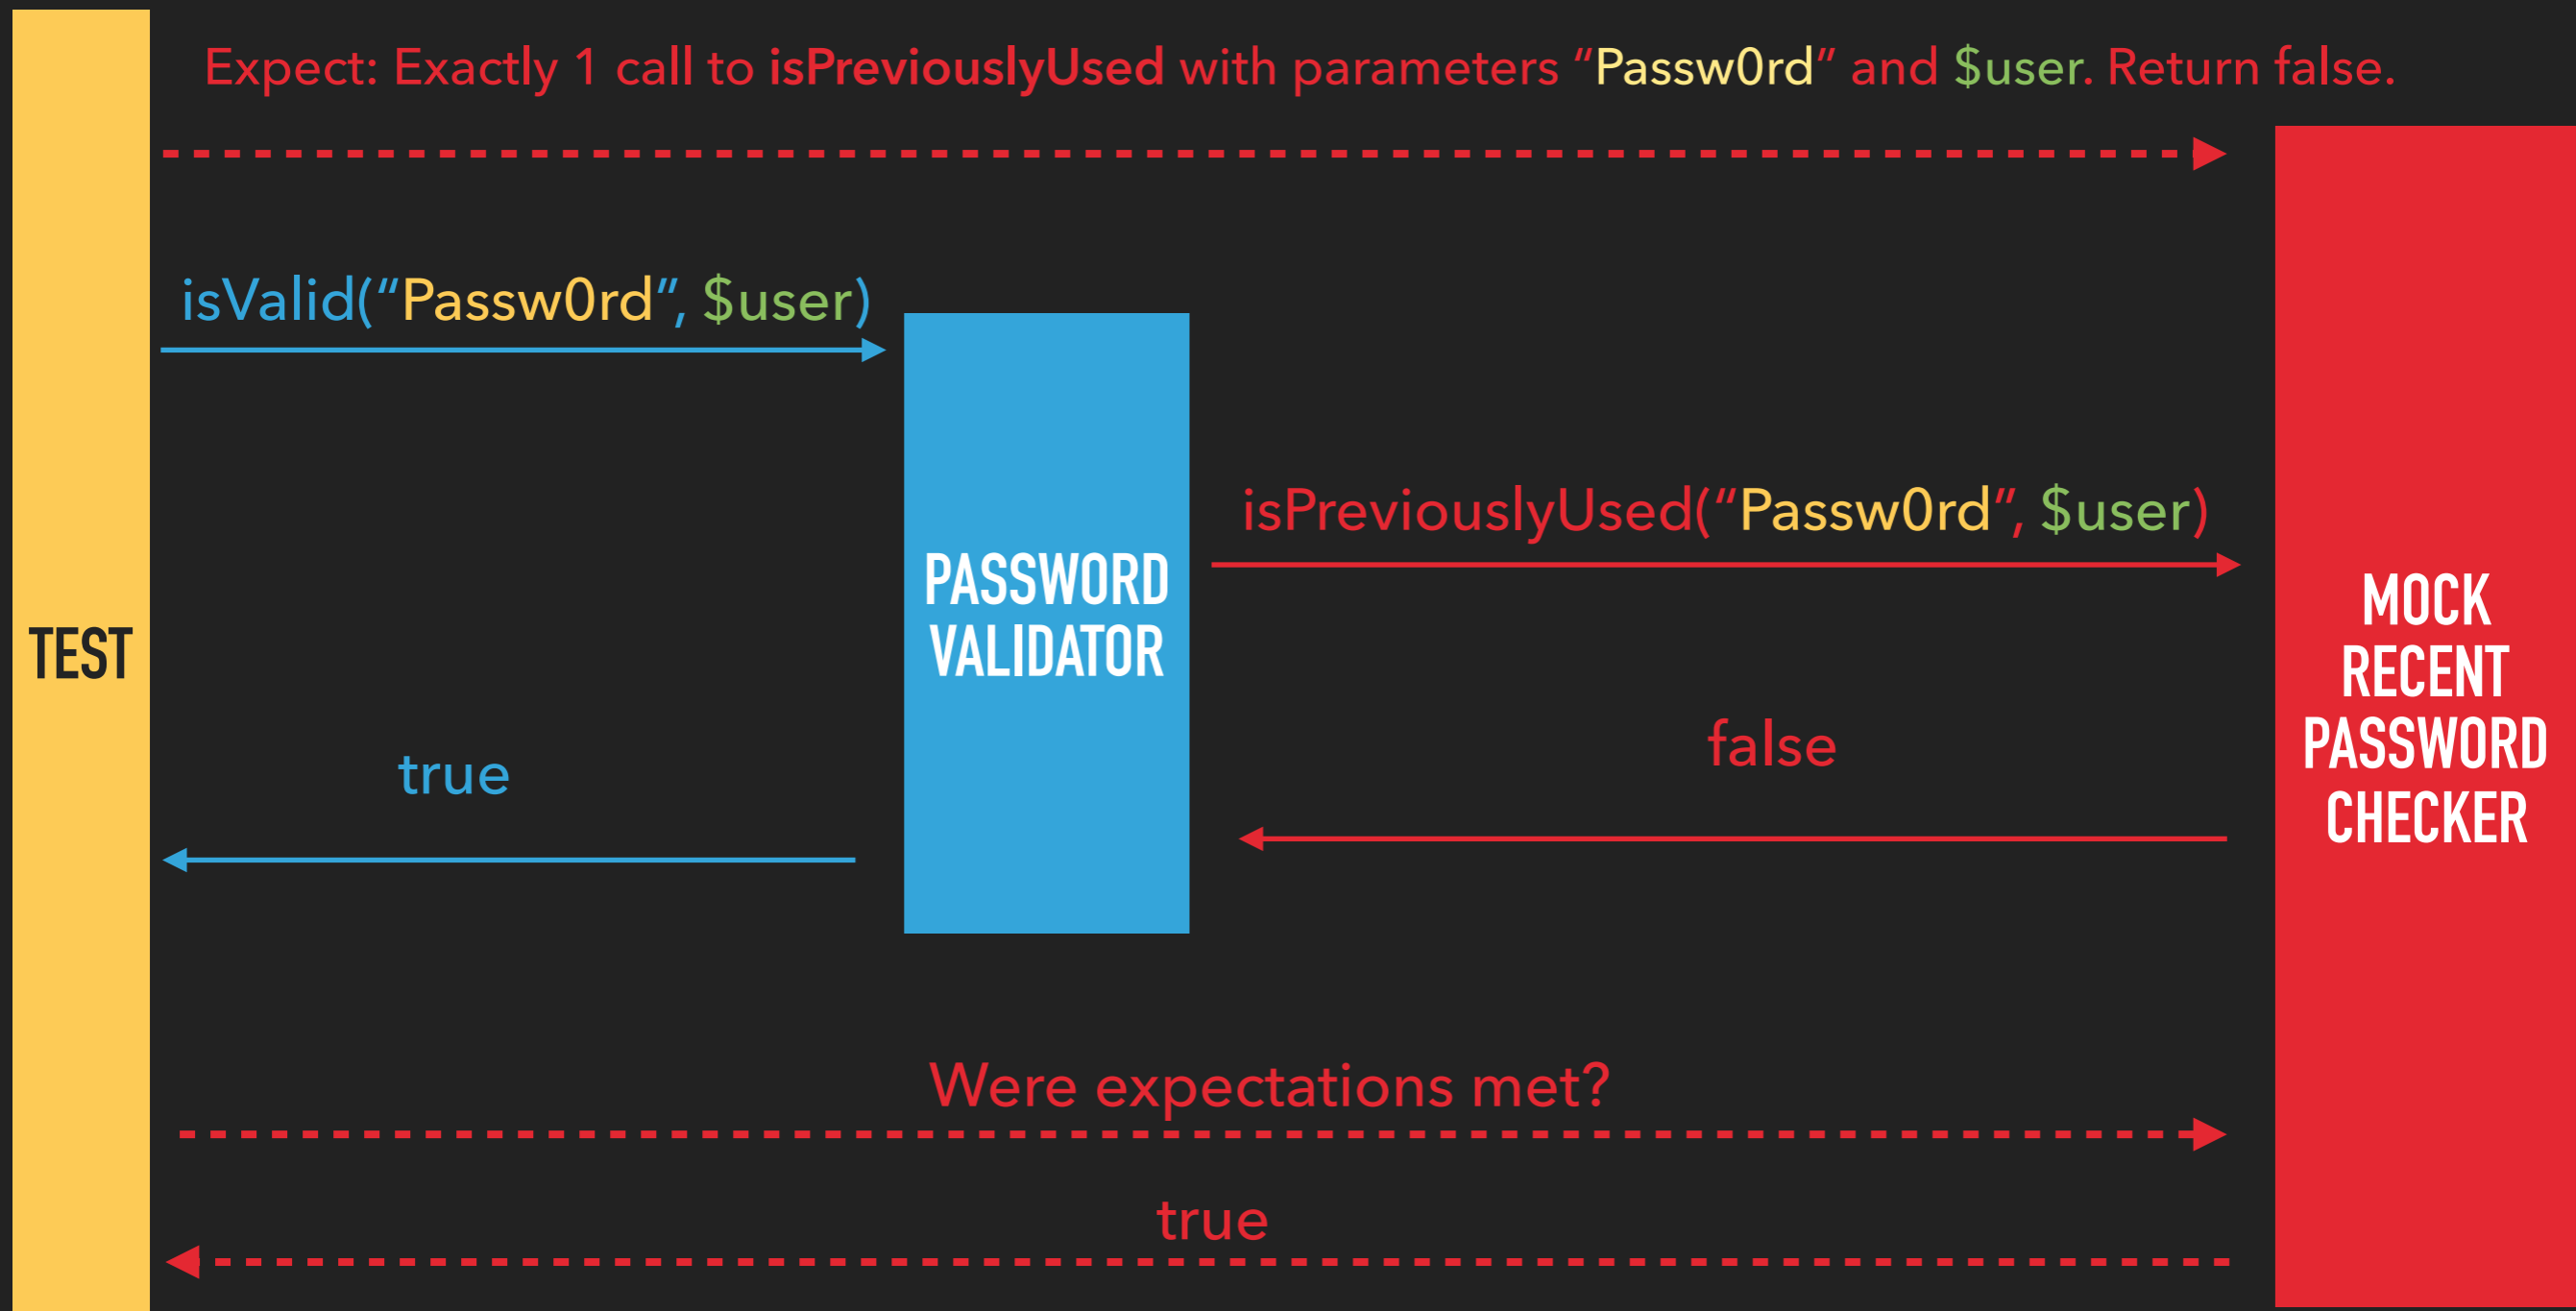 Expect: Exactly 1 call to isPreviouslyUsed with parameters “Passw0rd” and $user. Return false.
isValid(“Passw0rd”, $user)
isPreviouslyUsed(“Passw0rd”, $user)
PASSWORD
VALIDATOR
TEST
MOCK
RECENT
PASSWORD
CHECKER
false
true
Were expectations met?
true